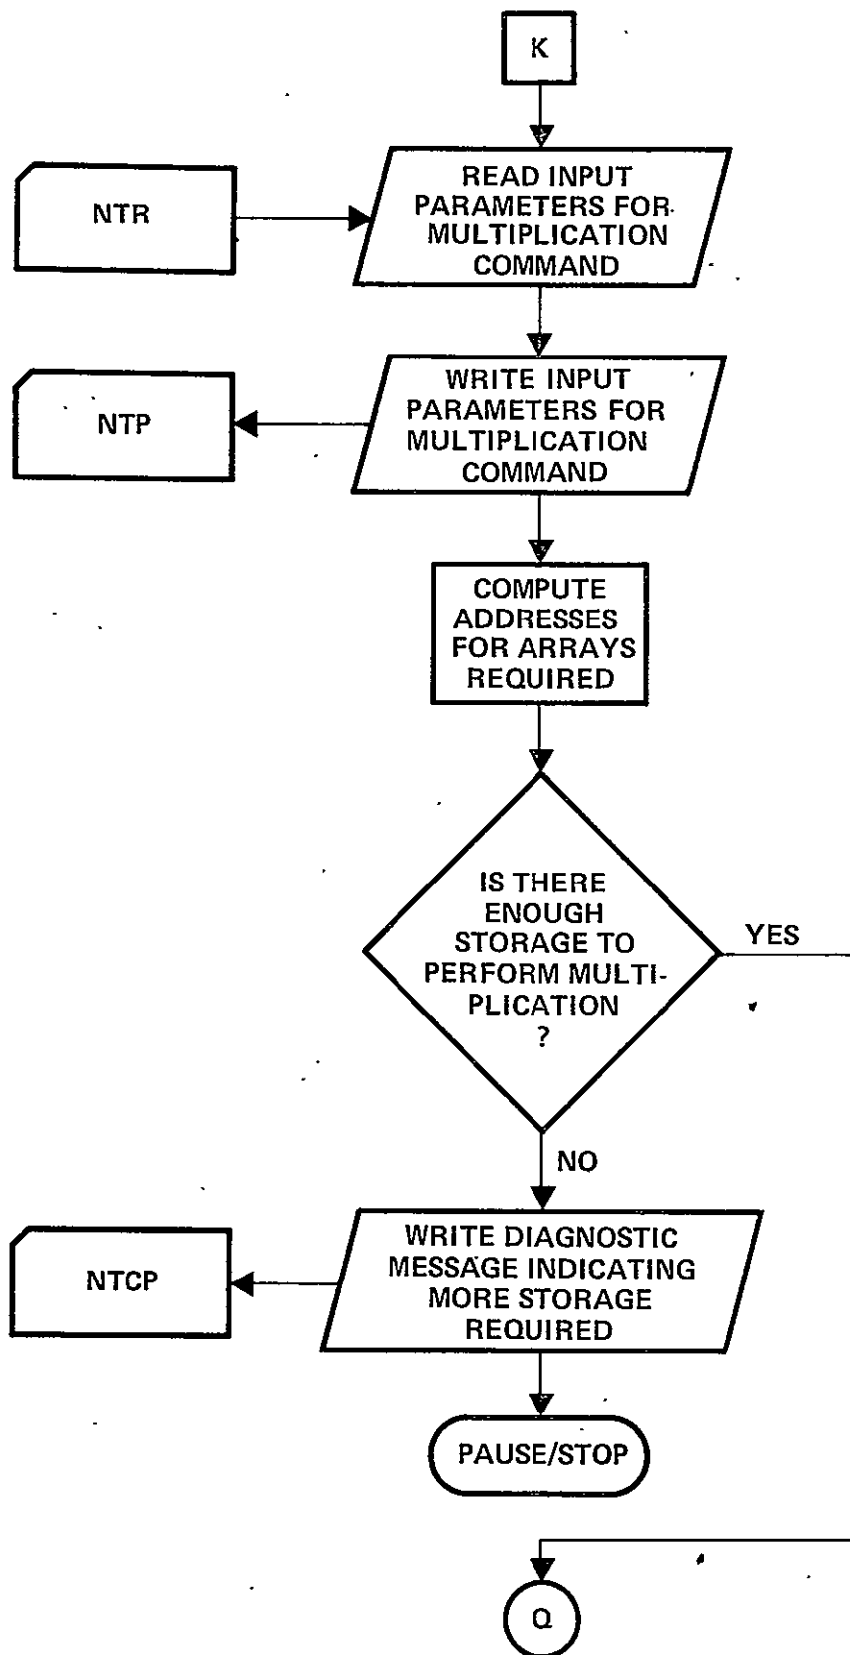 K
NTR
READ INPUT
PARAMETERS FOR
MULTIPLICATION
COMMAND
NTP
WRITE INPUT
PARAMETERS FOR
MULTIPLICATION
COMMAND
COMPUTE
ADDRESSES
FOR ARRAYS
REQUIRED
IS THERE
ENOUGH
STORAGE TO
PERFORM MULTI-
PLICATION
?
YES
NO
NTCP
WRITE DIAGNOSTIC
MESSAGE INDICATING
MORE STORAGE
REQUIRED
PAUSE/STOP
Q